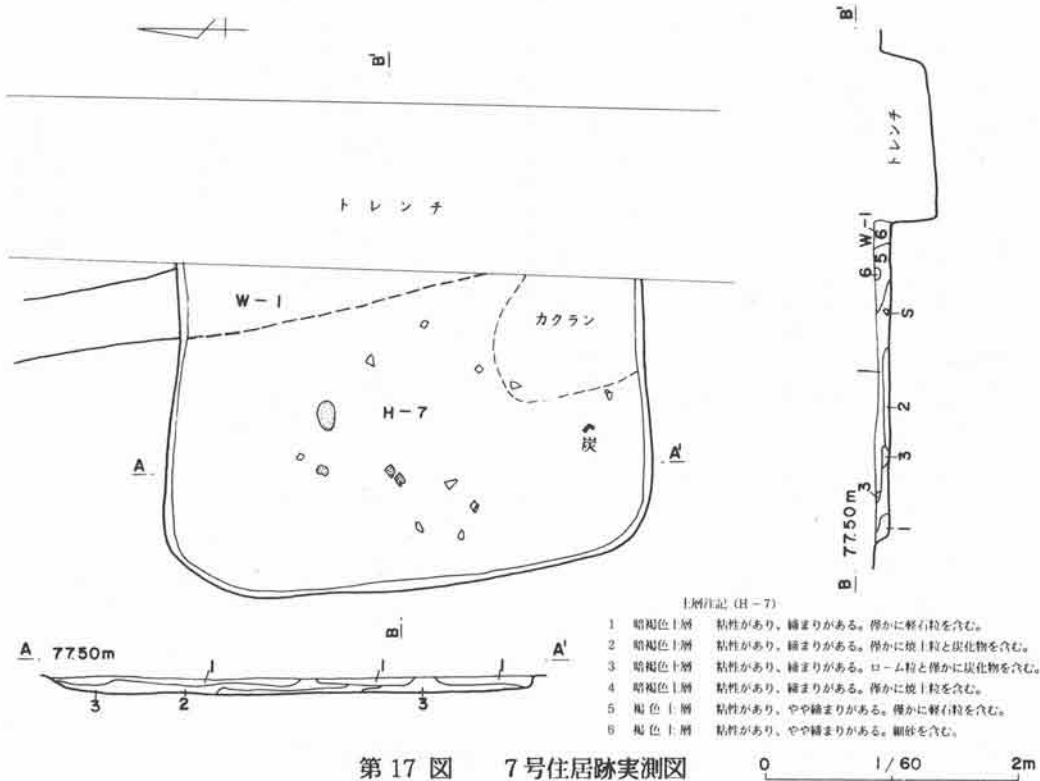 B'
B'
トレンチ
トレンチ
W-1
カクラン
H-7
炭
A
A'
6
W-1
5
6
S
1
2
3
3
1
B 77.50m
B
A 77.50m
A'
1
1
1
3
2
3
土層注記 (H-7)
1 暗褐色土層 粘性があり、締まりがある。僅かに軽石粒を含む。
2 暗褐色土層 粘性があり、締まりがある。僅かに焼土粒と炭化物を含む。
3 暗褐色土層 粘性があり、締まりがある。ローム粒と僅かに炭化物を含む。
4 暗褐色土層 粘性があり、締まりがある。僅かに焼土粒を含む。
5 褐色土層 粘性があり、やや締まりがある。僅かに軽石粒を含む。
6 褐色土層 粘性があり、やや締まりがある。細砂を含む。
第17図 7号住居跡実測図
0 1/60 2m